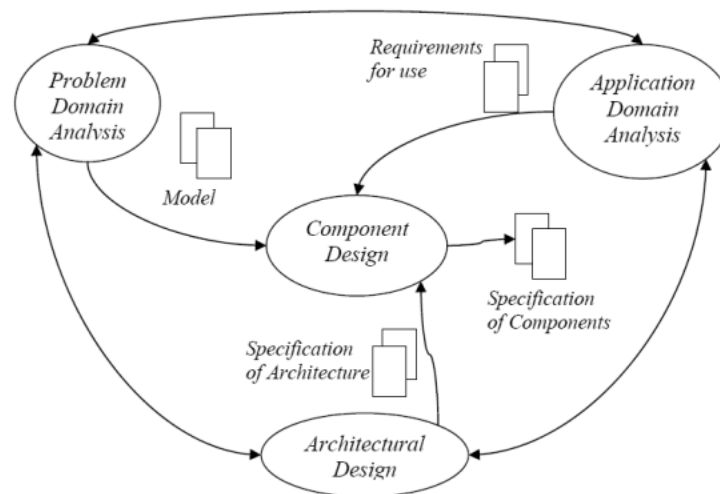 Problem
Domain
Analysis
Requirements
for use
Application
Domain
Analysis
Model
Component
Design
Specification
of Components
Specification
of Architecture
Architectural
Design